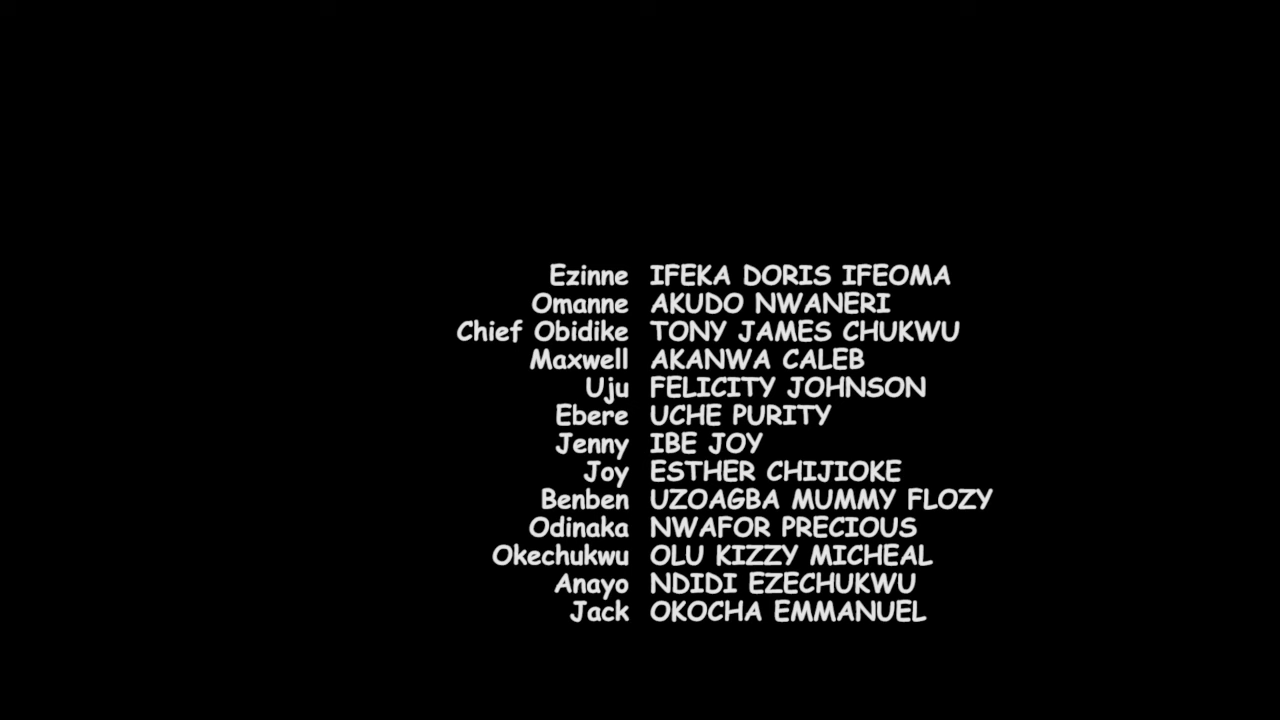 Ezinne IFEKA DORIS IFEOMA
Omanne AKUDO NWANERI
Chief Obidike TONY JAMES CHUKWU
Maxwell AKANWA CALEB
Uju FELICITY JOHNSON
Ebere UCHE PURITY
Jenny IBE JOY
Joy ESTHER CHIJIOKE
Benben UZOAGBA MUMMY FLOZY
Odinaka NWAFOR PRECIOUS
Okechukwu OLU KIZZY MICHEAL
Anayo NDIDI EZECHUKWU
Jack OKOCHA EMMANUEL